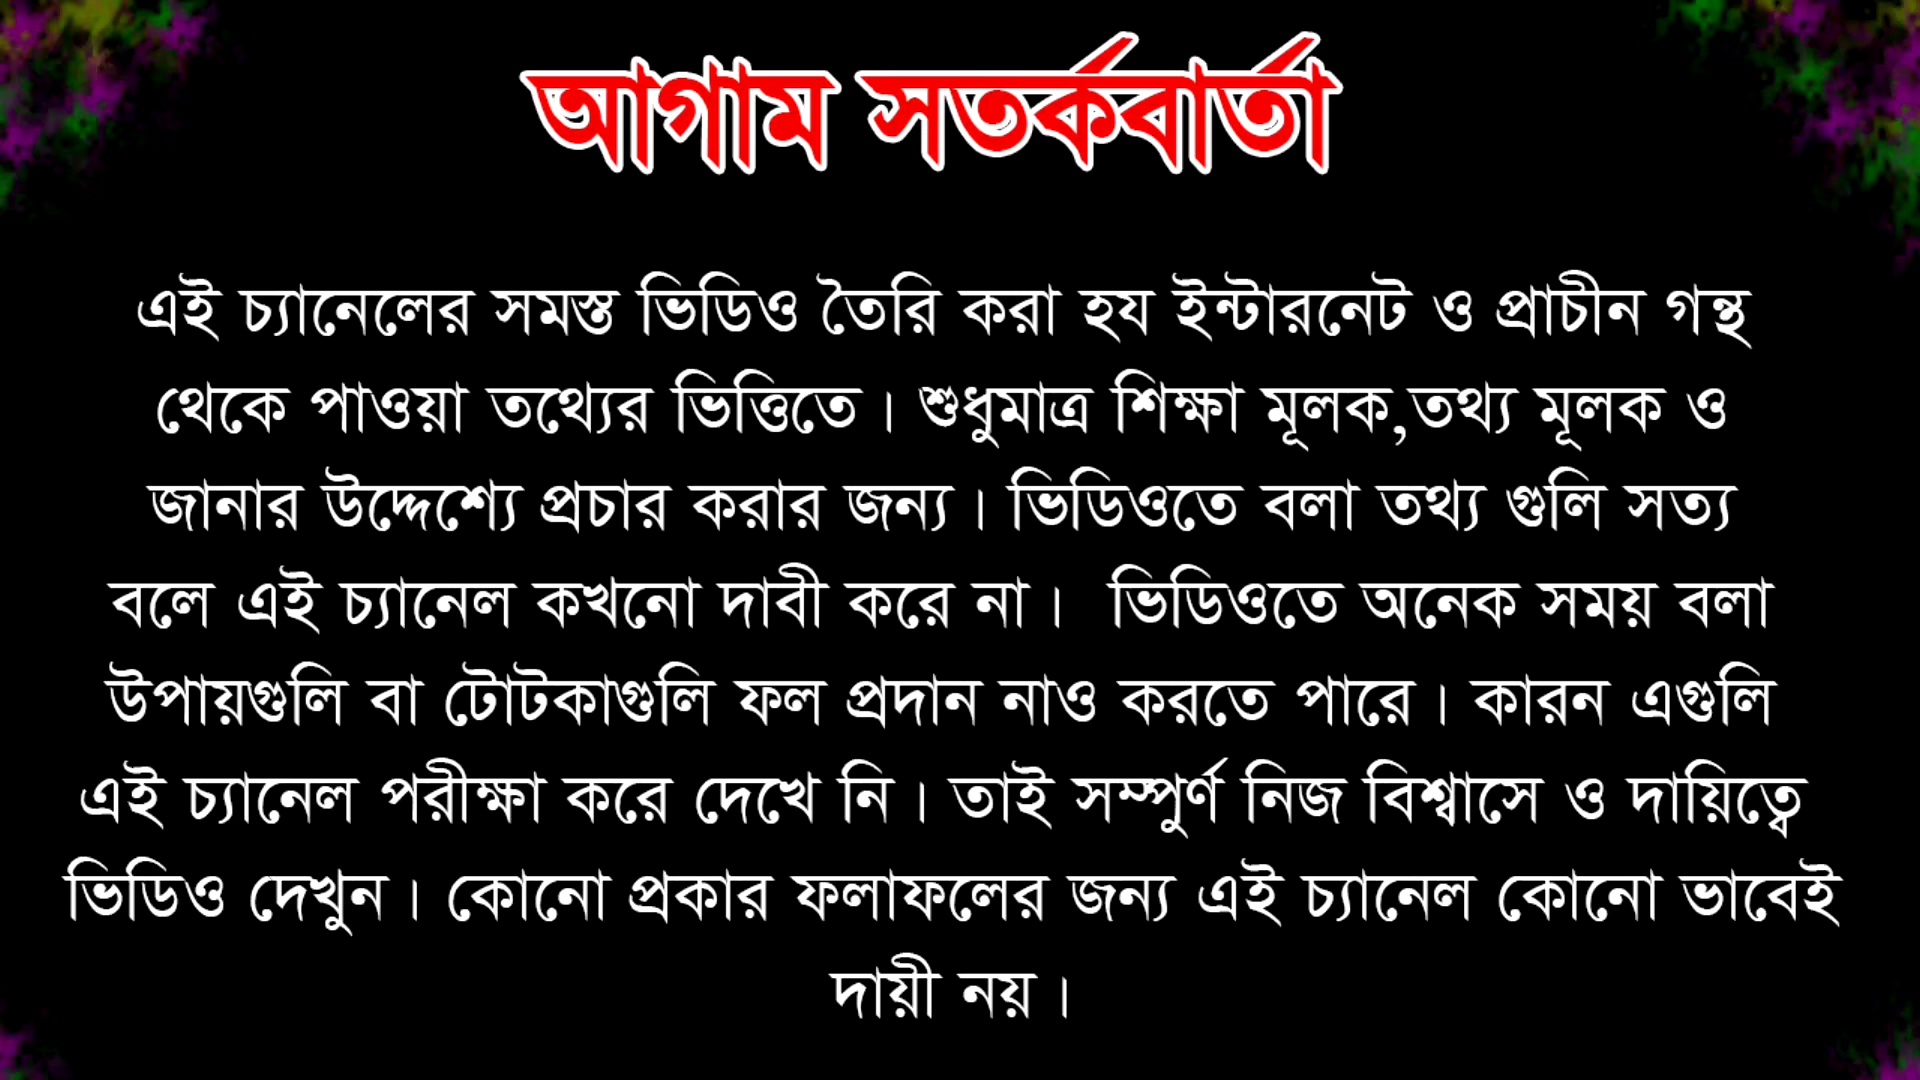 আগাম সতর্কবার্তা
এই চ্যানেলের সমস্ত ভিডিও তৈরি করা হয ইন্টারনেট ও প্রাচীন গন্থ
থেকে পাওয়া তথ্যের ভিত্তিতে। শুধুমাত্র শিক্ষা মূলক,তথ্য মূলক ও
জানার উদ্দেশ্যে প্রচার করার জন্য। ভিডিওতে বলা তথ্য গুলি সত্য
বলে এই চ্যানেল কখনো দাবী করে না। ভিডিওতে অনেক সময় বলা
উপায়গুলি বা টোটকাগুলি ফল প্রদান নাও করতে পারে। কারন এগুলি
এই চ্যানেল পরীক্ষা করে দেখে নি। তাই সম্পুর্ণ নিজ বিশ্বাসে ও দায়িত্বে
ভিডিও দেখুন। কোনো প্রকার ফলাফলের জন্য এই চ্যানেল কোনো ভাবেই
দায়ী নয়।